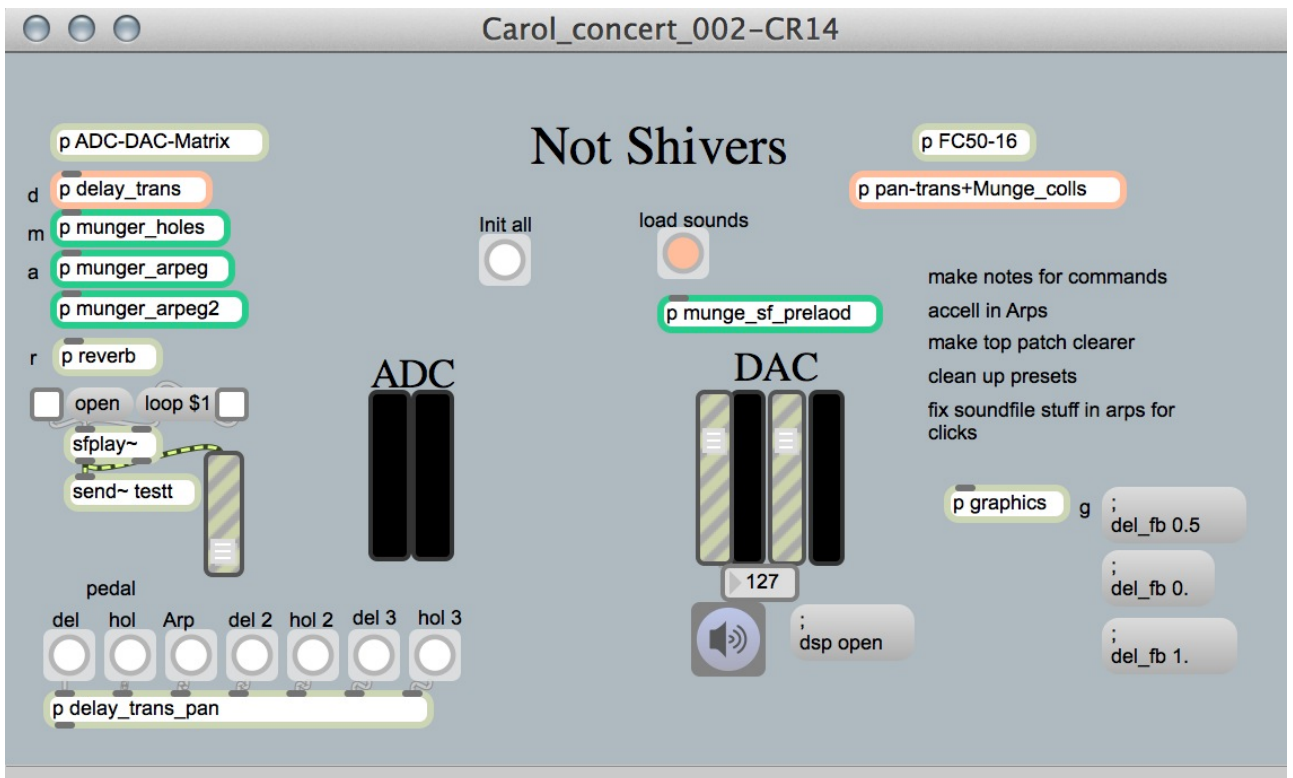 Carol_concert_002-CR14
Not Shivers
p ADC-DAC-Matrix
p FC50-16
d
p delay_trans
p pan-trans+Munge_colls
m
p munger_holes
Init all
load sounds
a
p munger_arpeg
make notes for commands
p munger_arpeg2
p munge_sf_prelaod
accell in Arps
make top patch clearer
r
p reverb
ADC
DAC
clean up presets
open
loop $1
fix soundfile stuff in arps for
clicks
sfplay~
send~ testt
p graphics
g
;
del_fb 0.5
;
del_fb 0.
127
pedal
del
hol
Arp
del 2
hol 2
del 3
hol 3
;
dsp open
;
del_fb 1.
p delay_trans_pan